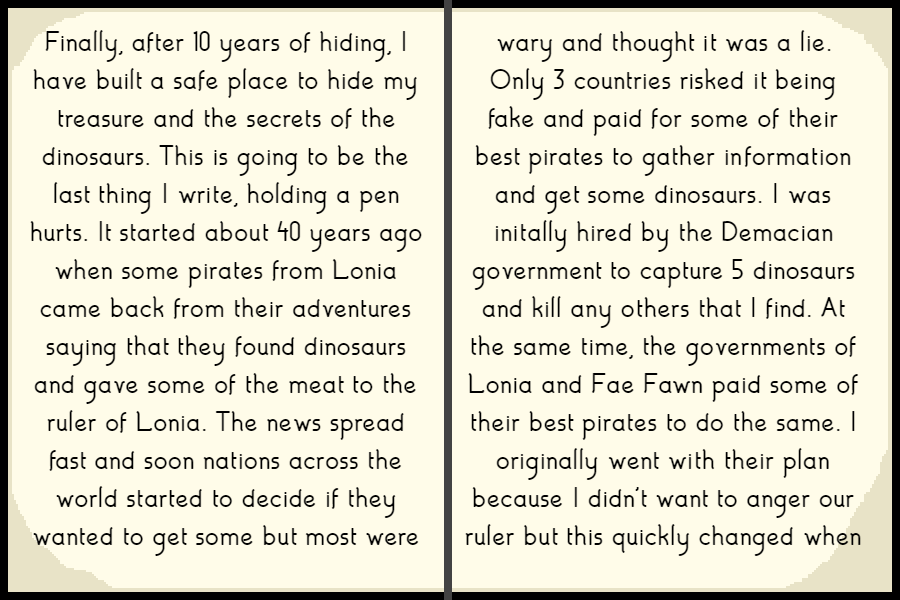 Finally, after 10 years of hiding, I
have built a safe place to hide my
treasure and the secrets of the
dinosaurs. This is going to be the
last thing I write, holding a pen
hurts. It started about 40 years ago
when some pirates from Lonia
came back from their adventures
saying that they found dinosaurs
and gave some of the meat to the
ruler of Lonia. The news spread
fast and soon nations across the
world started to decide if they
wanted to get some but most were
wary and thought it was a lie.
Only 3 countries risked it being
fake and paid for some of their
best pirates to gather information
and get some dinosaurs. I was
initally hired by the Demacian
government to capture 5 dinosaurs
and kill any others that I find. At
the same time, the governments of
Lonia and Fae Fawn paid some of
their best pirates to do the same. I
originally went with their plan
because I didn't want to anger our
ruler but this quickly changed when